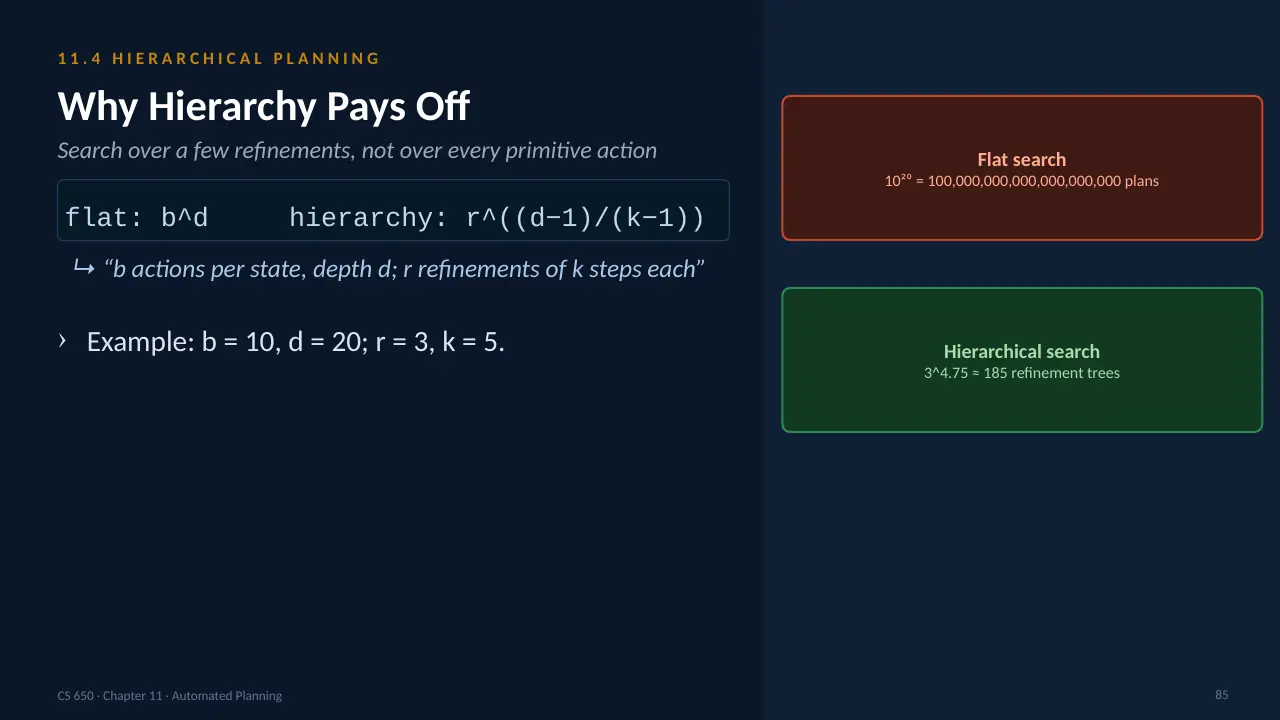 11.4 HIERARCHICAL PLANNING
Why Hierarchy Pays Off
Search over a few refinements, not over every primitive action
flat: b^d     hierarchy: r^((d−1)/(k−1))
↪ “b actions per state, depth d; r refinements of k steps each”
› Example: b = 10, d = 20; r = 3, k = 5.
Flat search
10²⁰ = 100,000,000,000,000,000,000 plans
Hierarchical search
3^4.75 ≈ 185 refinement trees
CS 650 · Chapter 11 · Automated Planning
85